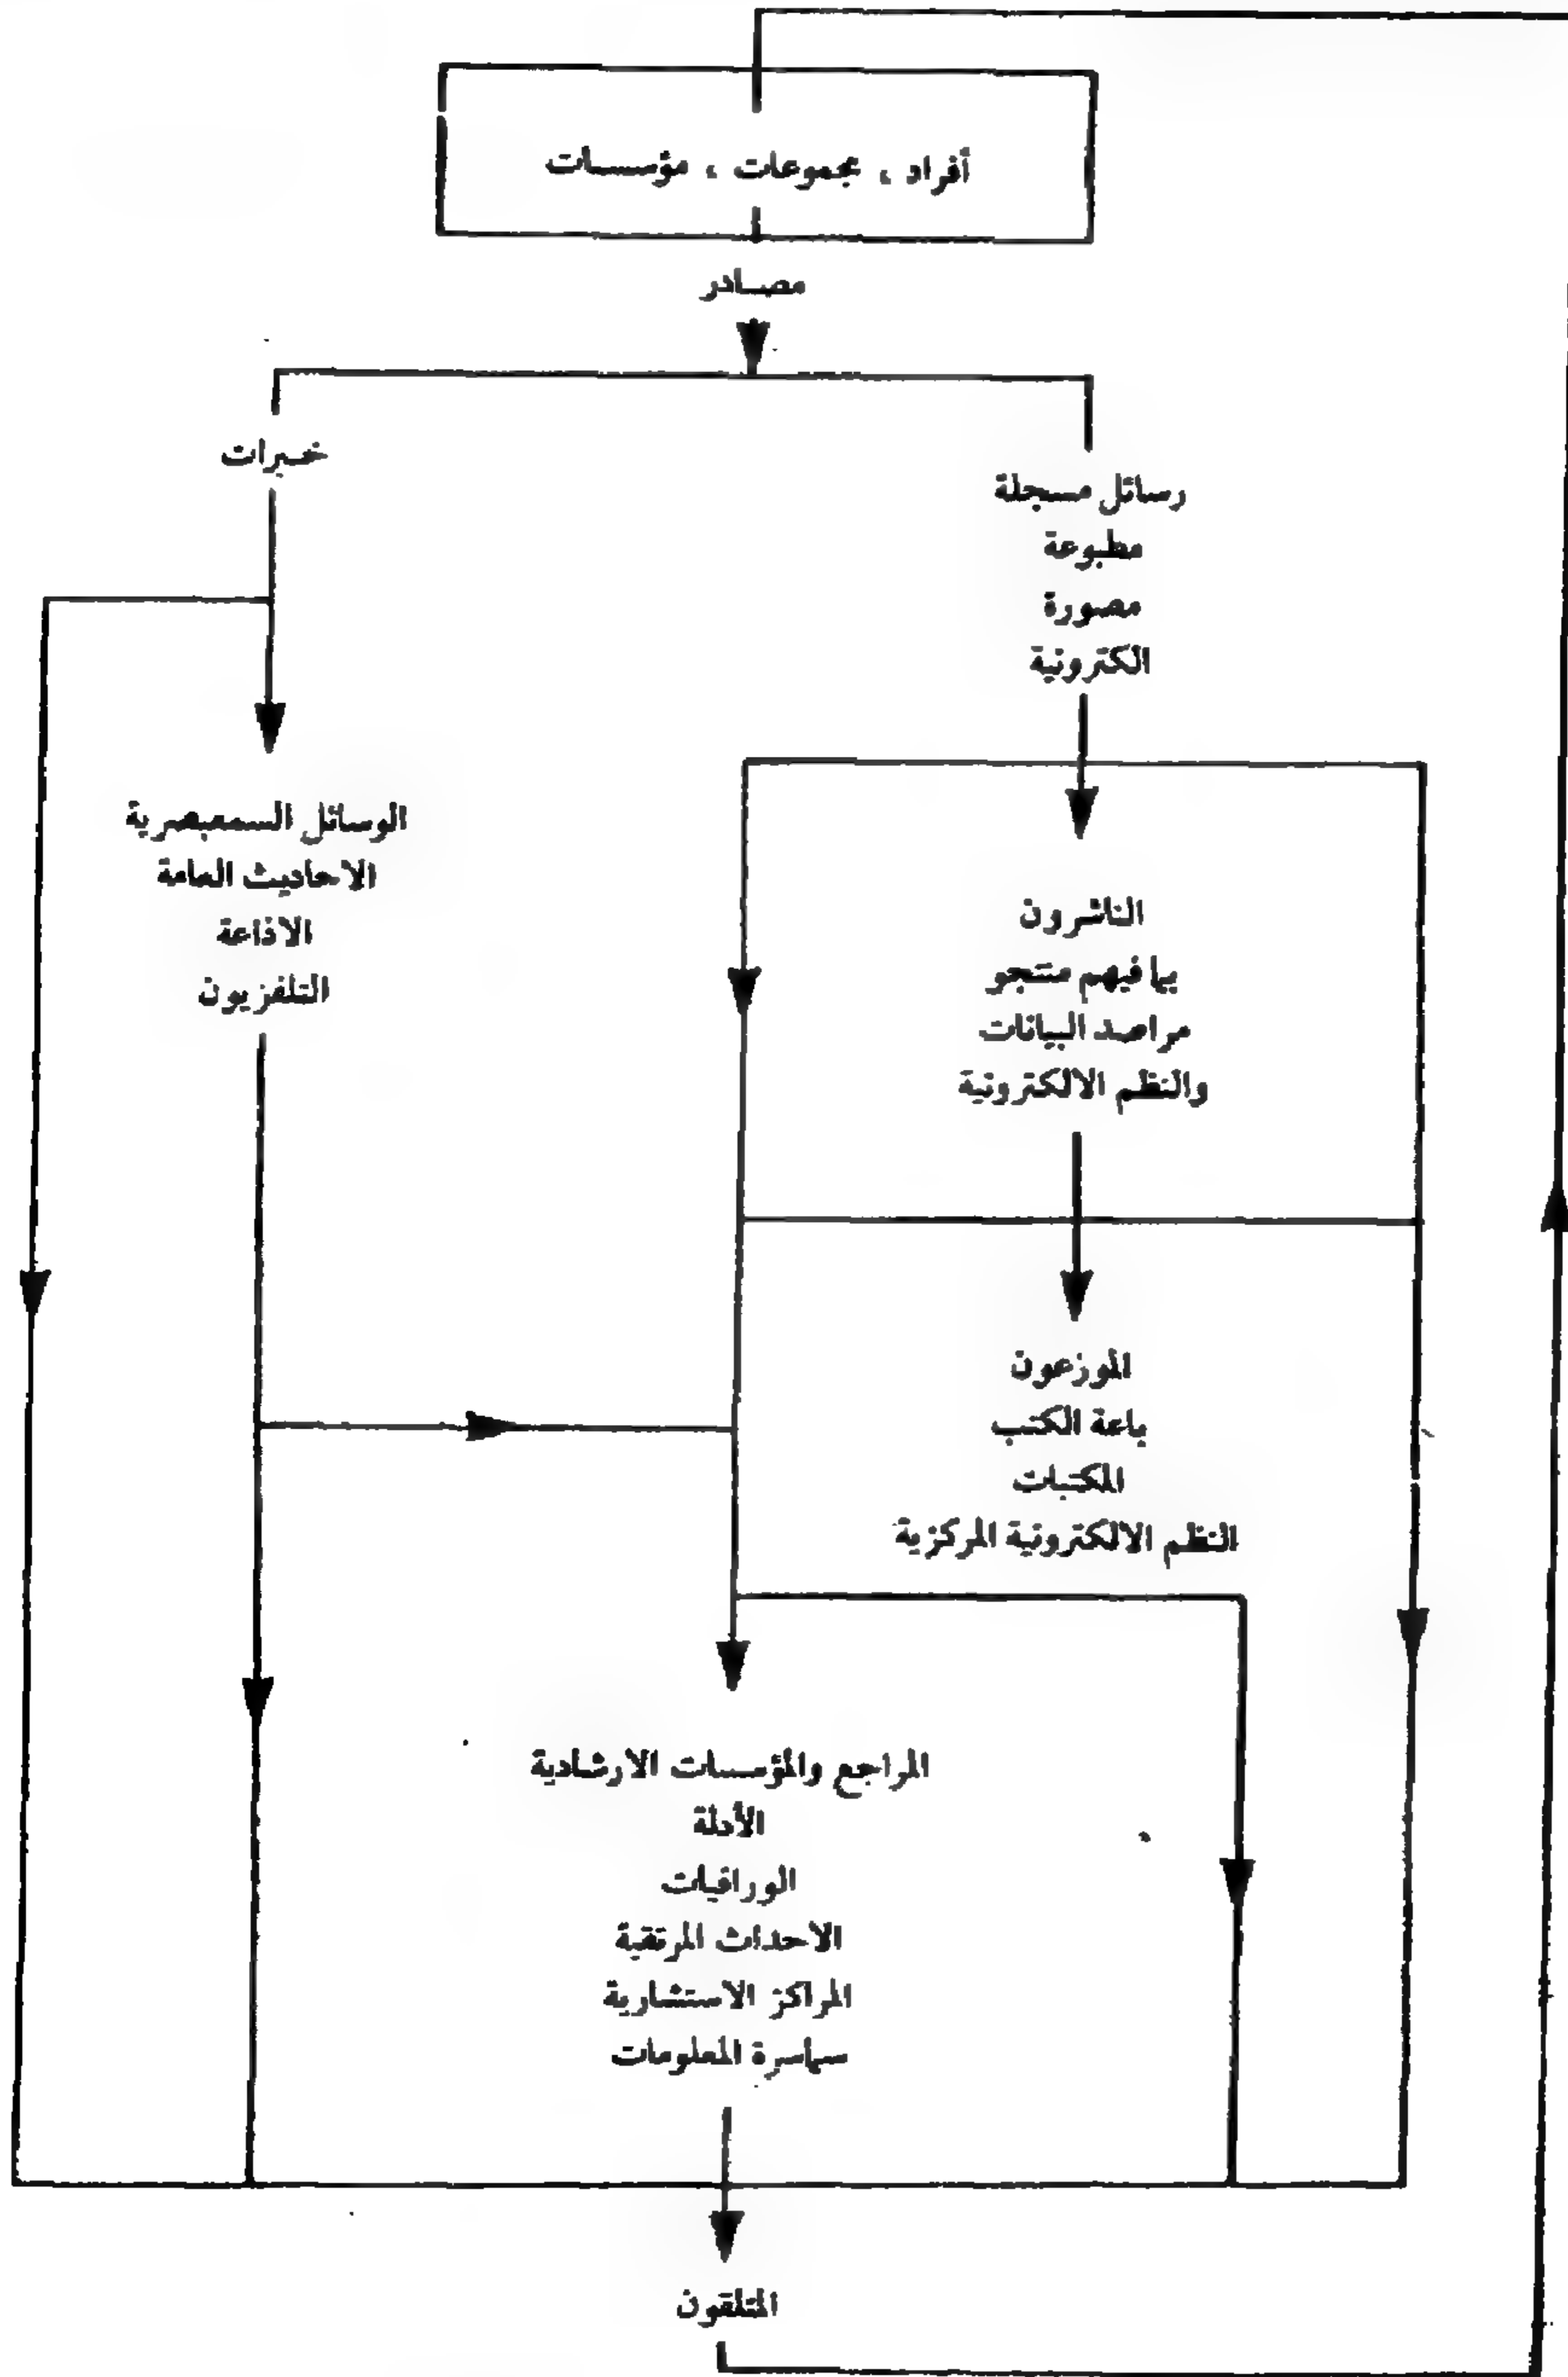 أفراد ، مجموعات ، مؤسسات
مصادر
خبرات
رسائل مسجلة
مطبوعة
مصورة
الكترونية
الوسائل السمعبصرية
الاحاديث العامة
الاذاعة
التلفزيون
الناشرون
بما فيهم منتجو
مراصد البيانات
والنظم الالكترونية
الموزعون
باعة الكتب
المكتبات
النظم الالكترونية المركزية
المراجع والمؤسسات الارشادية
الأدلة
الوراقيات
الاحداث المرتقبة
المراكز الاستشارية
سماسرة المعلومات
المتلقون